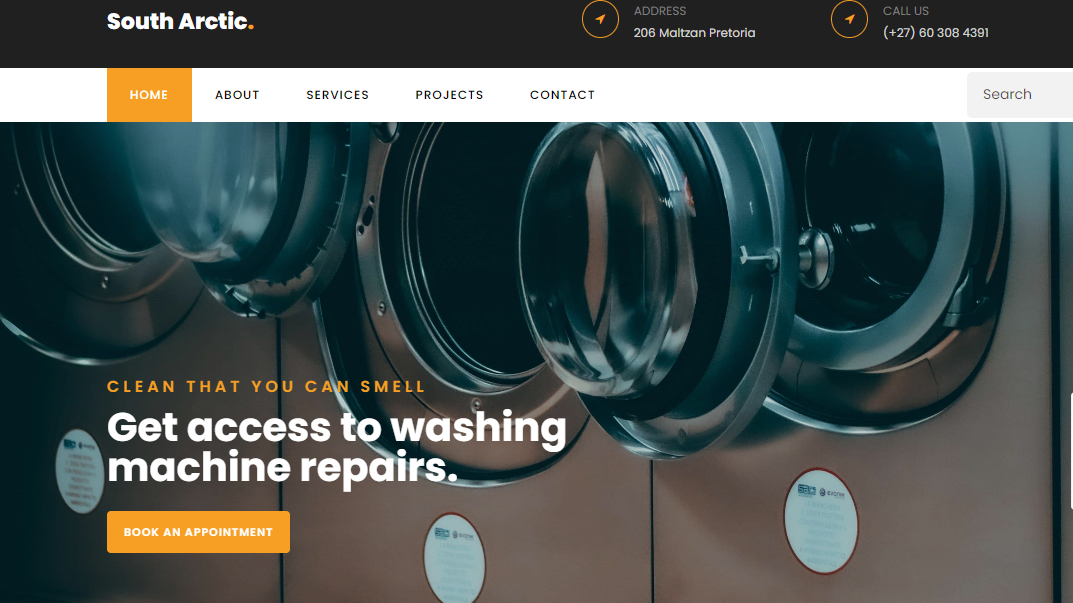 South Arctic.
ADDRESS
206 Maltzan Pretoria
CALL US
(+27) 60 308 4391
HOME
ABOUT
SERVICES
PROJECTS
CONTACT
Search
CLEAN THAT YOU CAN SMELL
Get access to washing
machine repairs.
BOOK AN APPOINTMENT